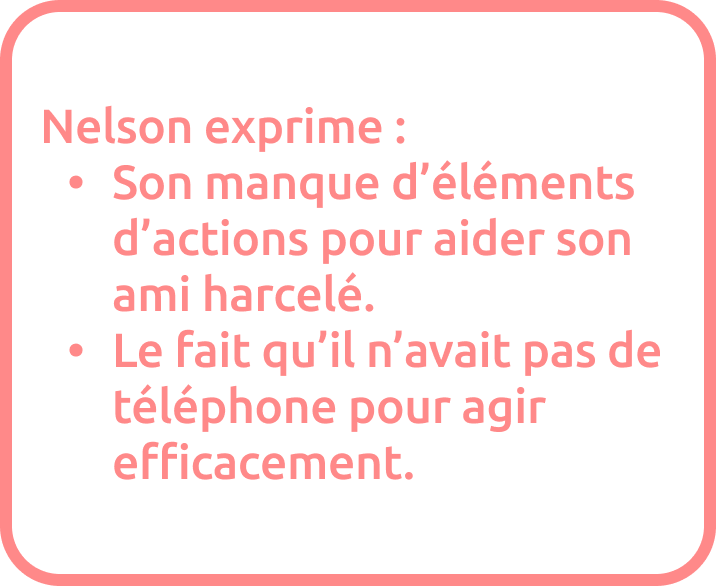 Nelson exprime :
• Son manque d’éléments
d’actions pour aider son
ami harcelé.
• Le fait qu’il n’avait pas de
téléphone pour agir
efficacement.